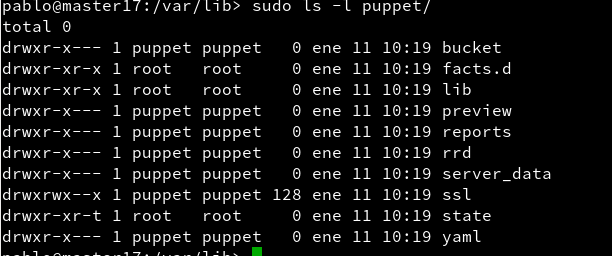 pablo@master17:/var/lib> sudo ls -l puppet/
total 0
drwxr-x--- 1 puppet puppet   0 ene 11 10:19 bucket
drwxr-xr-x 1 root   root     0 ene 11 10:19 facts.d
drwxr-xr-x 1 root   root     0 ene 11 10:19 lib
drwxr-x--- 1 puppet puppet   0 ene 11 10:19 preview
drwxr-x--- 1 puppet puppet   0 ene 11 10:19 reports
drwxr-x--- 1 puppet puppet   0 ene 11 10:19 rrd
drwxr-x--- 1 puppet puppet   0 ene 11 10:19 server_data
drwxrwx--x 1 puppet puppet 128 ene 11 10:19 ssl
drwxr-xr-t 1 root   root     0 ene 11 10:19 state
drwxr-x--- 1 puppet puppet   0 ene 11 10:19 yaml
pablo@master17:/var/lib>